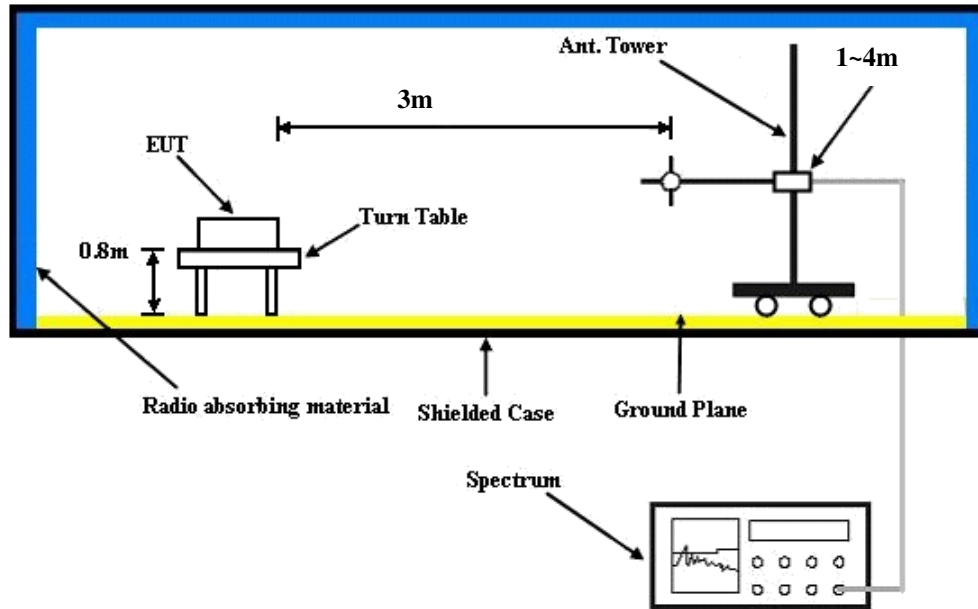 Ant. Tower
1~4m
3m
EUT
Turn Table
0.8m
Radio absorbing material
Shielded Case
Ground Plane
Spectrum